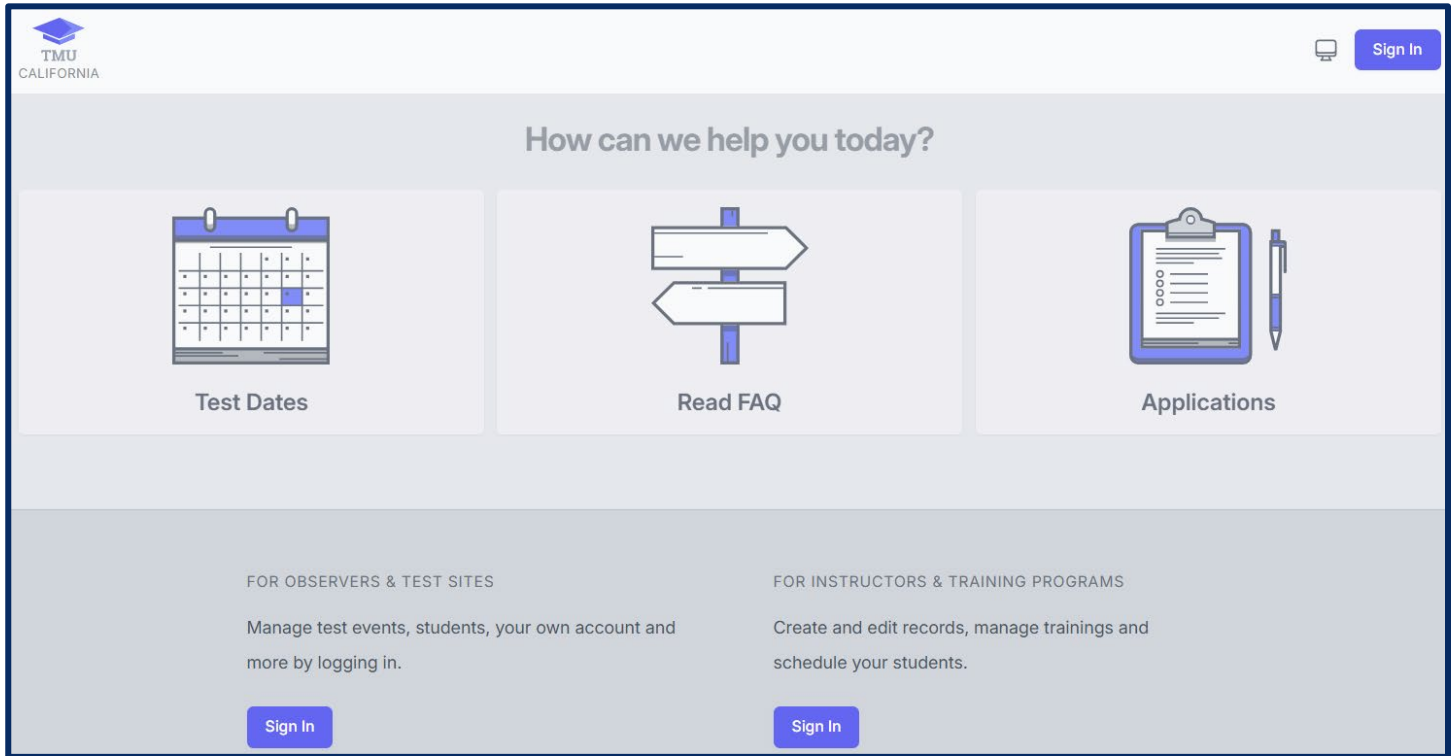 TMU
CALIFORNIA
Sign In
How can we help you today?
Test Dates
Read FAQ
Applications
FOR OBSERVERS & TEST SITES
Manage test events, students, your own account and
more by logging in.
Sign In
FOR INSTRUCTORS & TRAINING PROGRAMS
Create and edit records, manage trainings and
schedule your students.
Sign In